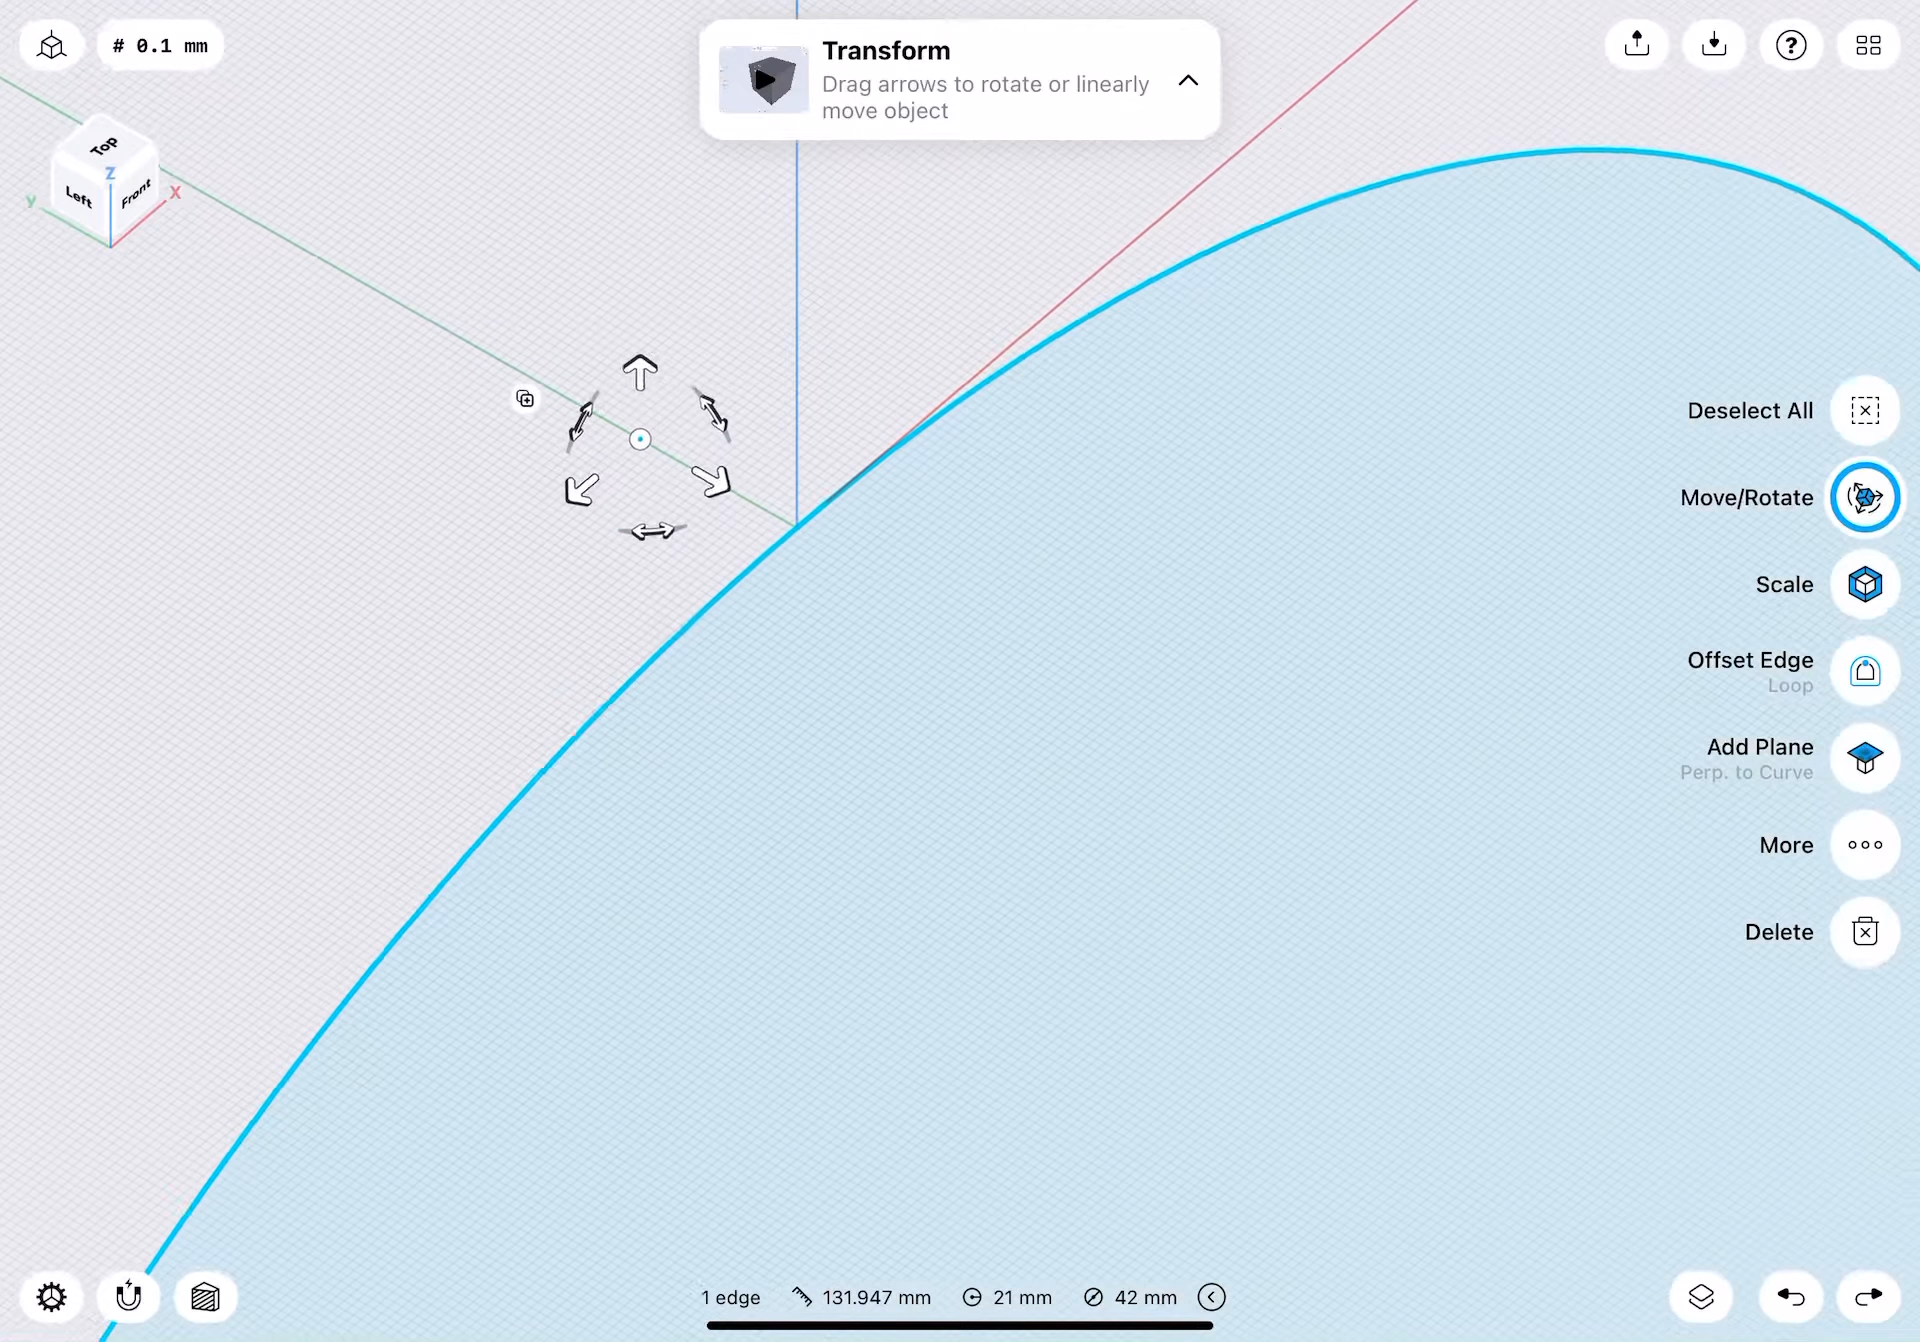 # 0.1 mm
Transform
Drag arrows to rotate or linearly
move object
Top
Left
Front
Z
X
y
Deselect All
Move/Rotate
Scale
Offset Edge
Loop
Add Plane
Perp. to Curve
More
Delete
1 edge 131.947 mm 21 mm 42 mm